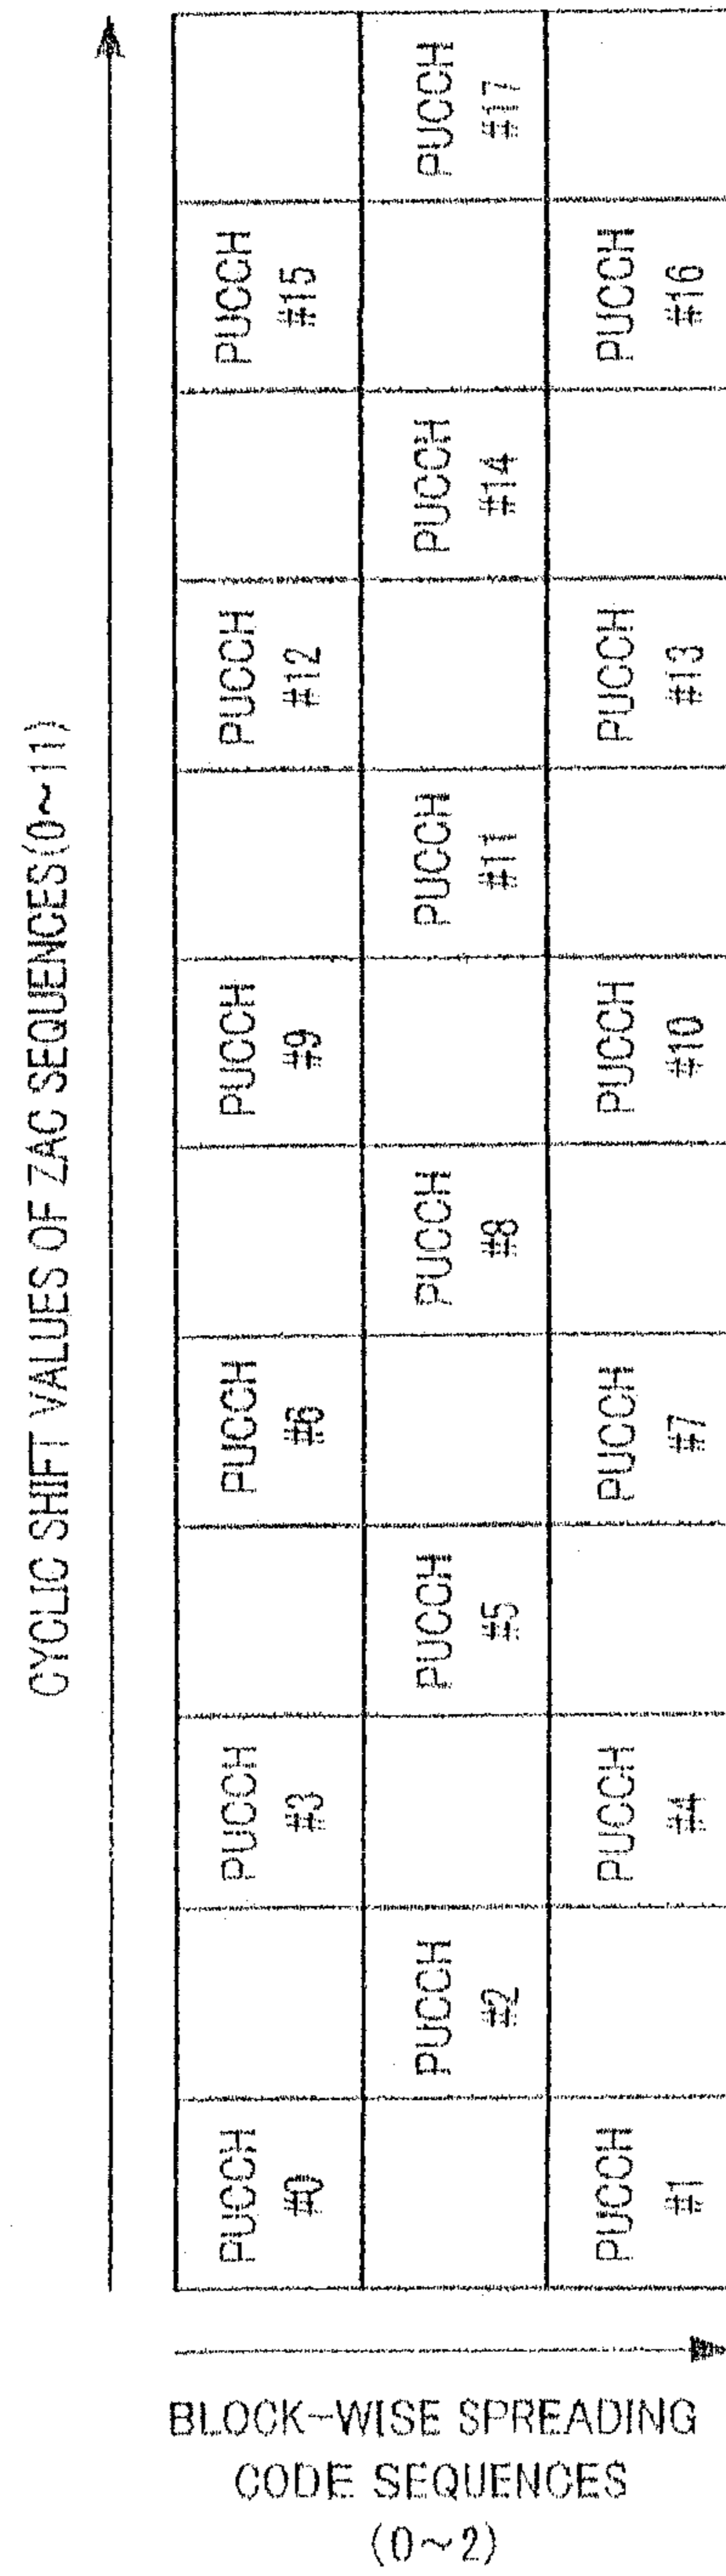 CYCLIC SHIFT VALUES OF ZAC SEQUENCES(0~11)
PUCCH
#0
PUCCH
#3
PUCCH
#6
PUCCH
#9
PUCCH
#12
PUCCH
#15
PUCCH
#2
PUCCH
#5
PUCCH
#8
PUCCH
#11
PUCCH
#14
PUCCH
#17
PUCCH
#1
PUCCH
#4
PUCCH
#7
PUCCH
#10
PUCCH
#13
PUCCH
#16
BLOCK-WISE SPREADING
CODE SEQUENCES
(0~2)